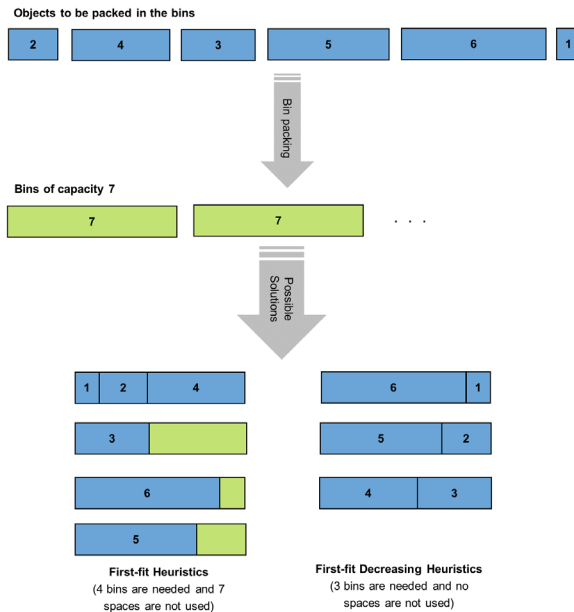 Objects to be packed in the bins
2 4 3 5 6 1
Bin packing
Bins of capacity 7
7 7 . . .
Possible
Solutions
1 2 4
6 1
3
5 2
6
4 3
5
First-fit Heuristics
(4 bins are needed and 7
spaces are not used)
First-fit Decreasing Heuristics
(3 bins are needed and no
spaces are not used)